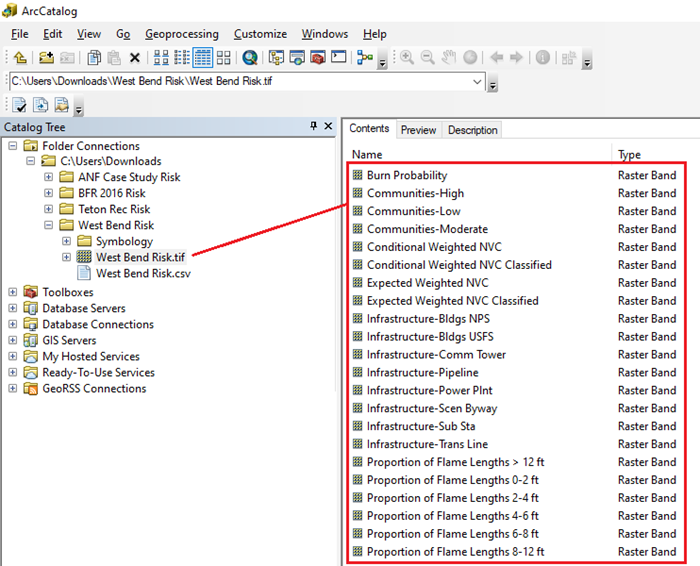 ArcCatalog
File Edit View Go Geoprocessing Customize Windows Help
C:\Users\Downloads\West Bend Risk\West Bend Risk.tif
Catalog Tree
Folder Connections
C:\Users\Downloads
ANF Case Study Risk
BFR 2016 Risk
Teton Rec Risk
West Bend Risk
Symbology
West Bend Risk.tif
West Bend Risk.csv
Toolboxes
Database Servers
Database Connections
GIS Servers
My Hosted Services
Ready-To-Use Services
GeoRSS Connections
Contents Preview Description
Name Type
Burn Probability Raster Band
Communities-High Raster Band
Communities-Low Raster Band
Communities-Moderate Raster Band
Conditional Weighted NVC Raster Band
Conditional Weighted NVC Classified Raster Band
Expected Weighted NVC Raster Band
Expected Weighted NVC Classified Raster Band
Infrastructure-Bldgs NPS Raster Band
Infrastructure-Bldgs USFS Raster Band
Infrastructure-Comm Tower Raster Band
Infrastructure-Pipeline Raster Band
Infrastructure-Power Plnt Raster Band
Infrastructure-Scen Byway Raster Band
Infrastructure-Sub Sta Raster Band
Infrastructure-Trans Line Raster Band
Proportion of Flame Lengths > 12 ft Raster Band
Proportion of Flame Lengths 0-2 ft Raster Band
Proportion of Flame Lengths 2-4 ft Raster Band
Proportion of Flame Lengths 4-6 ft Raster Band
Proportion of Flame Lengths 6-8 ft Raster Band
Proportion of Flame Lengths 8-12 ft Raster Band